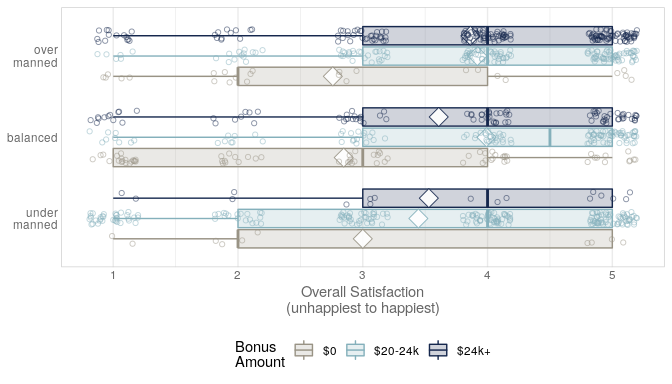 over
manned
balanced
under
manned
1 2 3 4 5
Overall Satisfaction
(unhappiest to happiest)
Bonus
Amount
$0 $20-24k $24k+